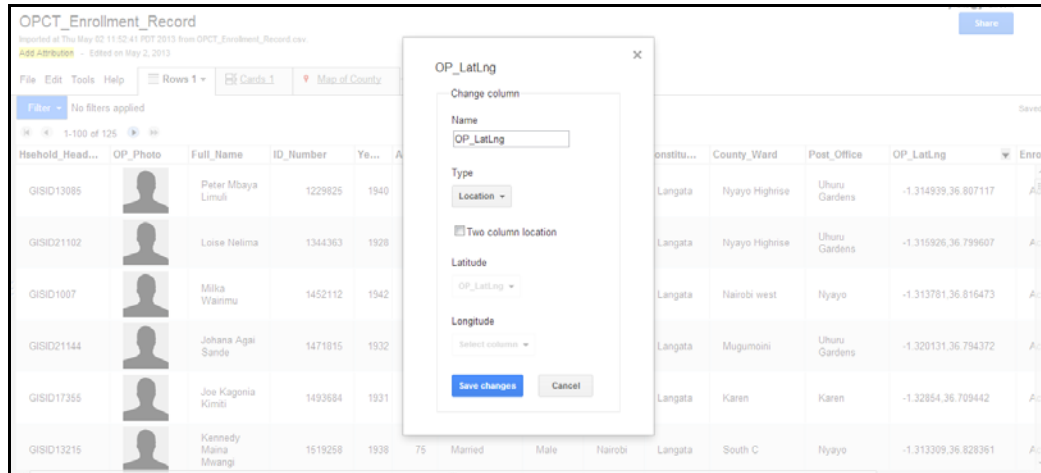 OPCT_Enrollment_Record
Imported at Thu May 02 11:52:41 PDT 2013 from OPCT_Enrollment_Record.csv.
Add Attribution - Edited on May 2, 2013
Share
File Edit Tools Help Rows 1 Cards 1 Map of County
Filter No filters applied
Saved
1-100 of 125
Hsehold_Head... OP_Photo Full_Name ID_Number Ye... A onstitu... County_Ward Post_Office OP_LatLng Enro
GISID13085 Peter Mbaya Limuli 1229825 1940 Langata Nyayo Highrise Uhuru Gardens -1.314939,36.807117
GISID21102 Loise Nelima 1344363 1928 Langata Nyayo Highrise Uhuru Gardens -1.315926,36.799607
GISID1007 Milka Wainmu 1452112 1942 Langata Nairobi west Nyayo -1.313781,36.816473
GISID21144 Johana Agai Sande 1471815 1932 Langata Mugumoini Uhuru Gardens -1.320131,36.794372
GISID17355 Joe Kagonia Kimiti 1493684 1931 Langata Karen Karen -1.32854,36.709442
GISID13215 Kennedy Maina Mwangi 1519258 1938 75 Married Male Nairobi Langata South C Nyayo -1.313309,36.828361
OP_LatLng
Change column
Name
OP_LatLng
Type
Location
Two column location
Latitude
OP_LatLng
Longitude
Select column
Save changes Cancel